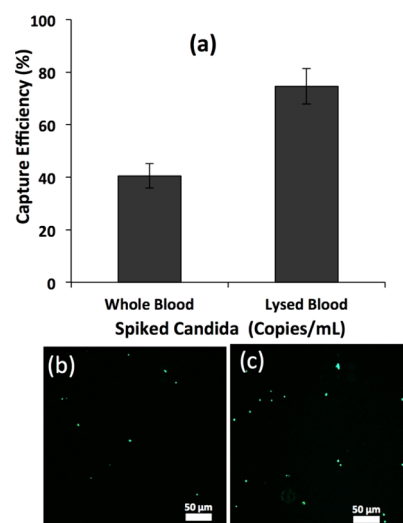 (a)
Capture Efficiency (%)
100
80
60
40
20
0
Whole Blood Lysed Blood
Spiked Candida (Copies/mL)
(b)
50 µm
(c)
50 µm